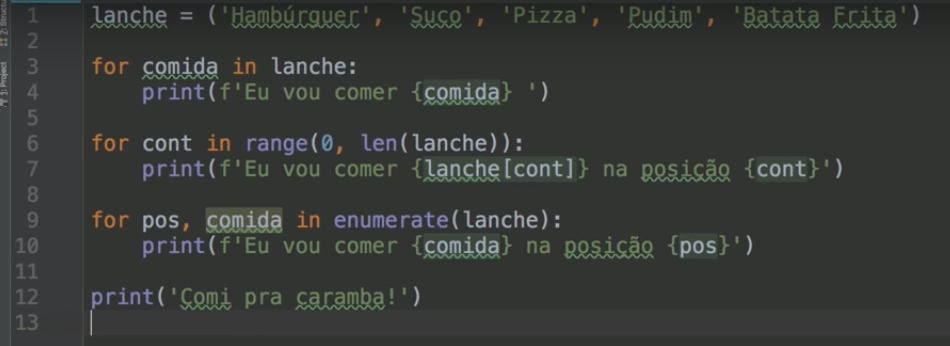 Z: Structu
1: Project
1 lanche = ('Hambúrguer', 'Suco', 'Pizza', 'Pudim', 'Batata Frita')
2
3 for comida in lanche:
4     print(f'Eu vou comer {comida} ')
5
6 for cont in range(0, len(lanche)):
7     print(f'Eu vou comer {lanche[cont]} na posição {cont}')
8
9 for pos, comida in enumerate(lanche):
10     print(f'Eu vou comer {comida} na posição {pos}')
11
12 print('Comi pra caramba!')
13